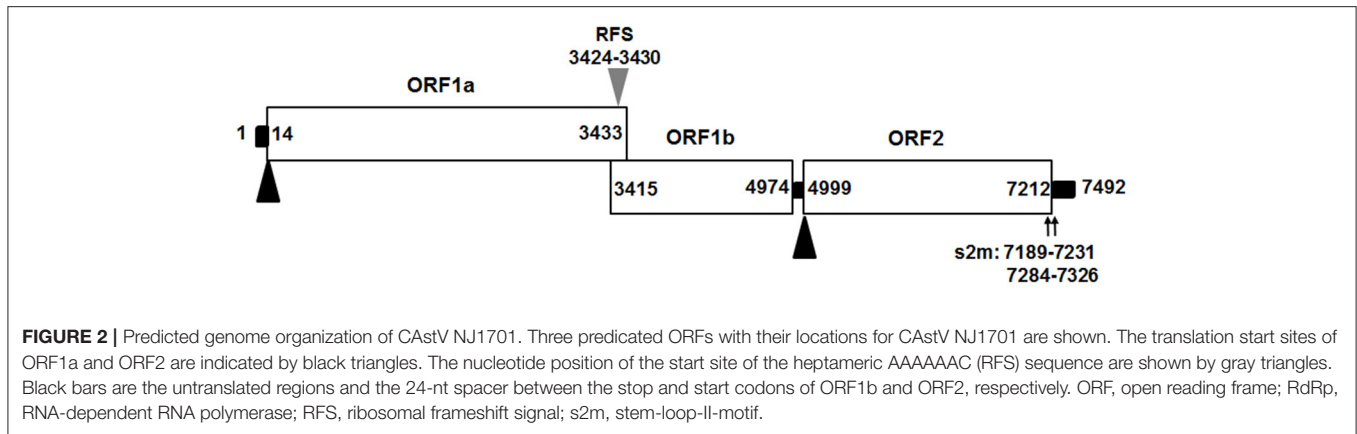 RFS
3424-3430
ORF1a
1 14 3433 ORF1b ORF2
3415 4974 4999 7212 7492
s2m: 7189-7231
7284-7326
FIGURE 2 | Predicted genome organization of CAstV NJ1701. Three predicated ORFs with their locations for CAstV NJ1701 are shown. The translation start sites of
ORF1a and ORF2 are indicated by black triangles. The nucleotide position of the start site of the heptameric AAAAAAC (RFS) sequence are shown by gray triangles.
Black bars are the untranslated regions and the 24-nt spacer between the stop and start codons of ORF1b and ORF2, respectively. ORF, open reading frame; RdRp,
RNA-dependent RNA polymerase; RFS, ribosomal frameshift signal; s2m, stem-loop-II-motif.